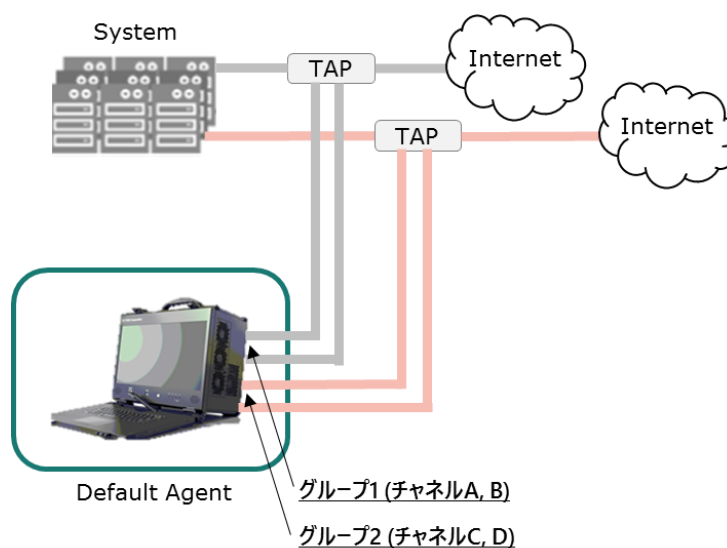 System
TAP
Internet
TAP
Internet
Default Agent
グループ1 (チャネルA, B)
グループ2 (チャネルC, D)